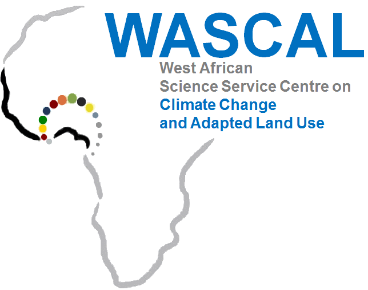 WASCAL
West African
Science Service Centre on
Climate Change
and Adapted Land Use